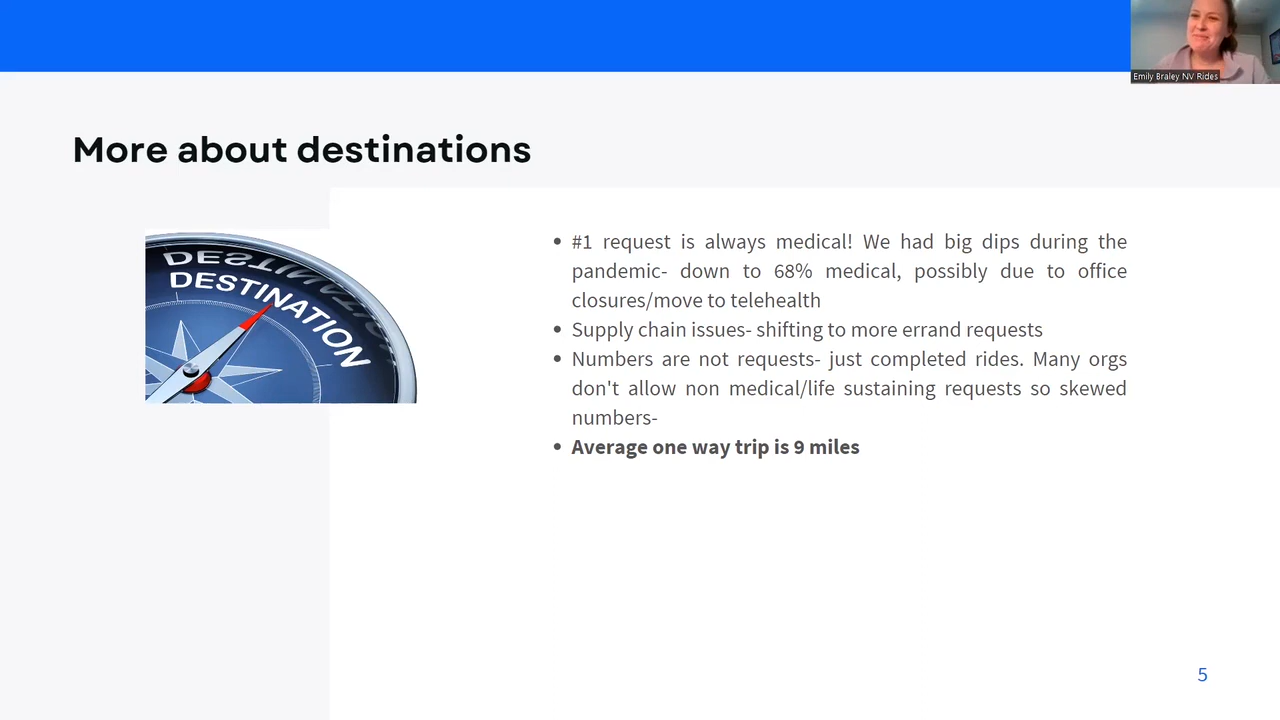 Emily Braley NV Rides
More about destinations
DESTINATION
DESTINATION
• #1 request is always medical! We had big dips during the
pandemic- down to 68% medical, possibly due to office
closures/move to telehealth
• Supply chain issues- shifting to more errand requests
• Numbers are not requests- just completed rides. Many orgs
don't allow non medical/life sustaining requests so skewed
numbers-
• Average one way trip is 9 miles
5